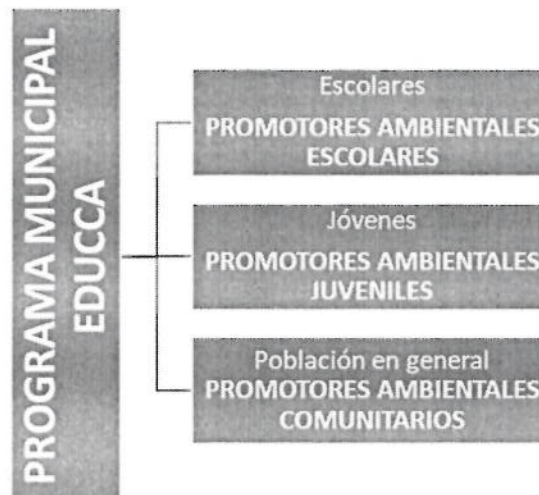 PROGRAMA MUNICIPAL
EDUCCA
Escolares
PROMOTORES AMBIENTALES
ESCOLARES
Jóvenes
PROMOTORES AMBIENTALES
JUVENILES
Población en general
PROMOTORES AMBIENTALES
COMUNITARIOS